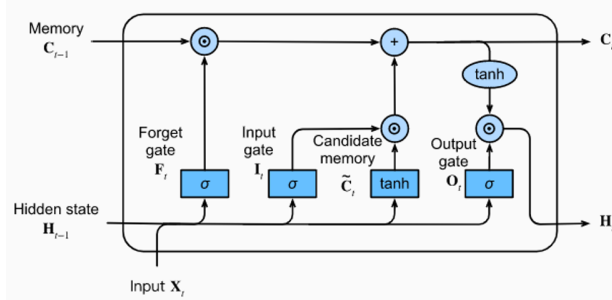 Memory
C_{t-1}
C
tanh
Forget gate F_t
Input gate I_t
Candidate memory C̃_t
Output gate O_t
σ
σ
tanh
σ
Hidden state
H_{t-1}
H
Input X_t